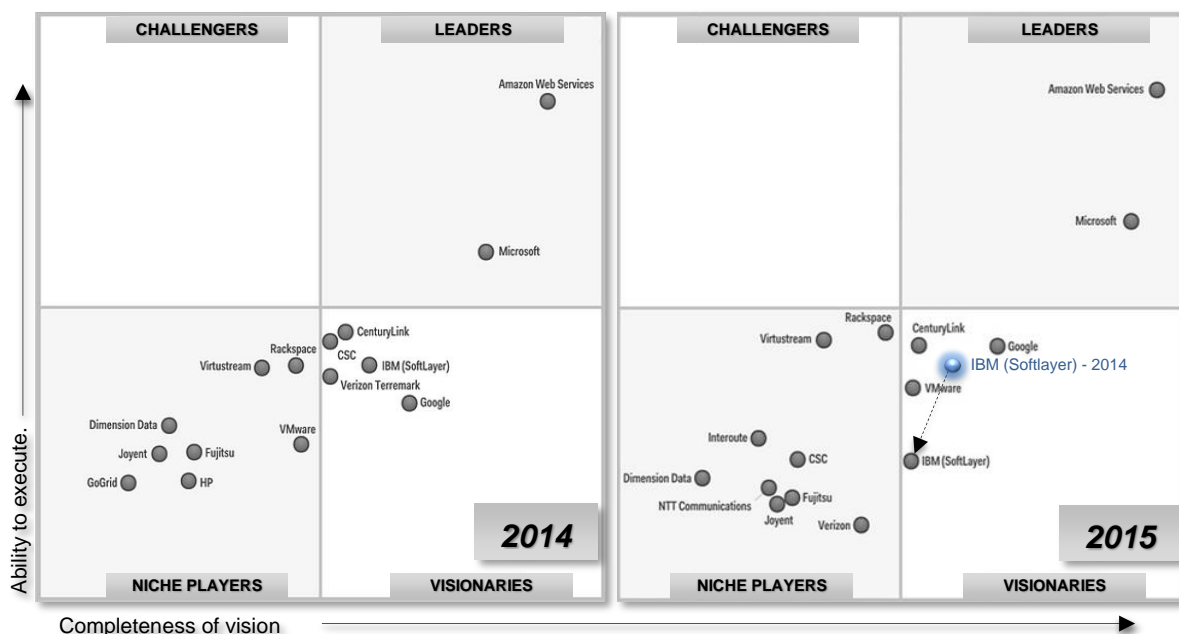 CHALLENGERS
LEADERS
Amazon Web Services
Microsoft
CenturyLink
CSC
Rackspace
Virtustream
IBM (SoftLayer)
Verizon Terremark
Google
Dimension Data
VMware
Joyent
Fujitsu
GoGrid
HP
2014
NICHE PLAYERS
VISIONARIES
CHALLENGERS
LEADERS
Amazon Web Services
Microsoft
Rackspace
CenturyLink
Virtustream
Google
IBM (Softlayer) - 2014
VMware
Interoute
CSC
IBM (SoftLayer)
Dimension Data
NTT Communications
Fujitsu
Joyent
Verizon
2015
NICHE PLAYERS
VISIONARIES
Ability to execute.
Completeness of vision